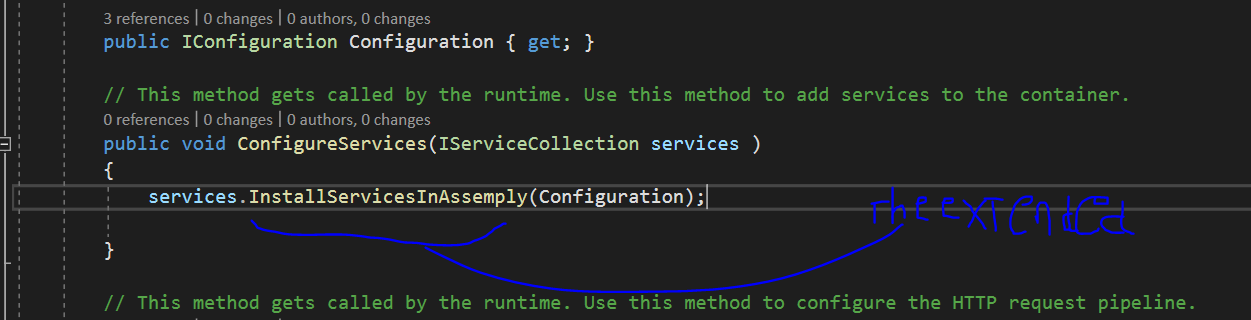 3 references | 0 changes | 0 authors, 0 changes
public IConfiguration Configuration { get; }
// This method gets called by the runtime. Use this method to add services to the container.
0 references | 0 changes | 0 authors, 0 changes
public void ConfigureServices(IServiceCollection services )
{
services.InstallServicesInAssemply(Configuration);
The EXTEndEd
}
// This method gets called by the runtime. Use this method to configure the HTTP request pipeline.